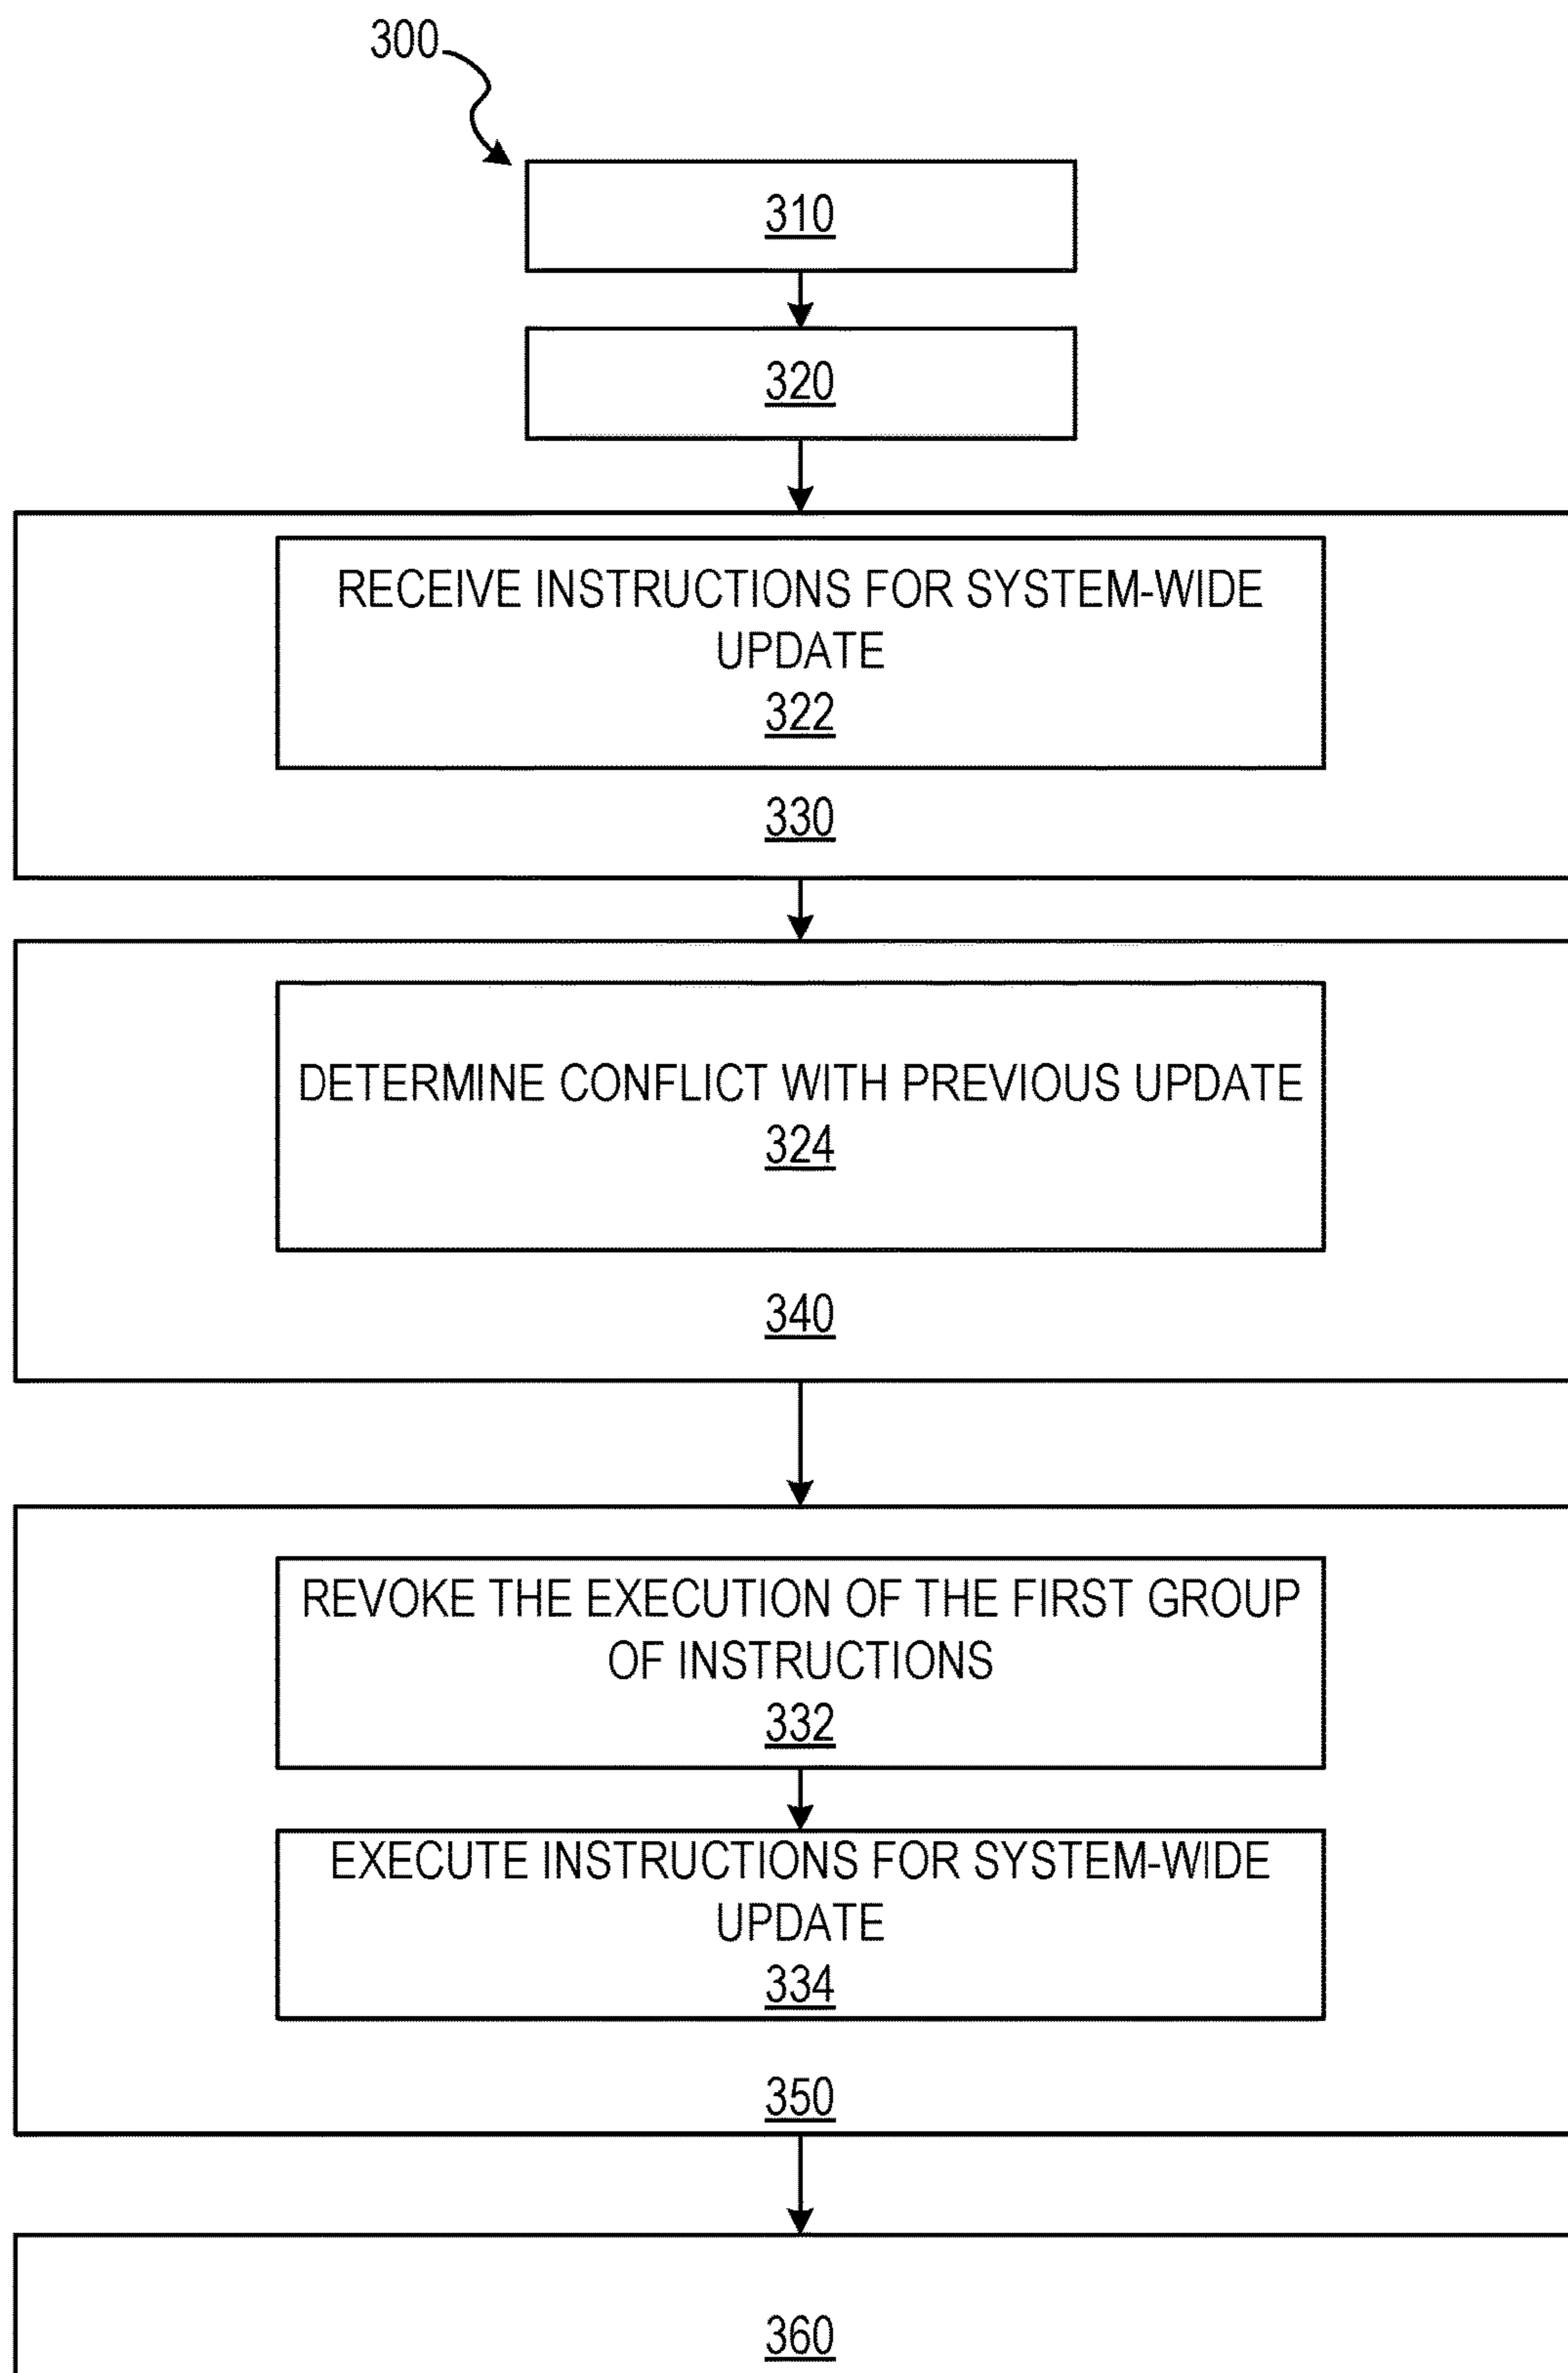 300
310
320
RECEIVE INSTRUCTIONS FOR SYSTEM-WIDE
UPDATE
322
330
DETERMINE CONFLICT WITH PREVIOUS UPDATE
324
340
REVOKE THE EXECUTION OF THE FIRST GROUP
OF INSTRUCTIONS
332
EXECUTE INSTRUCTIONS FOR SYSTEM-WIDE
UPDATE
334
350
360